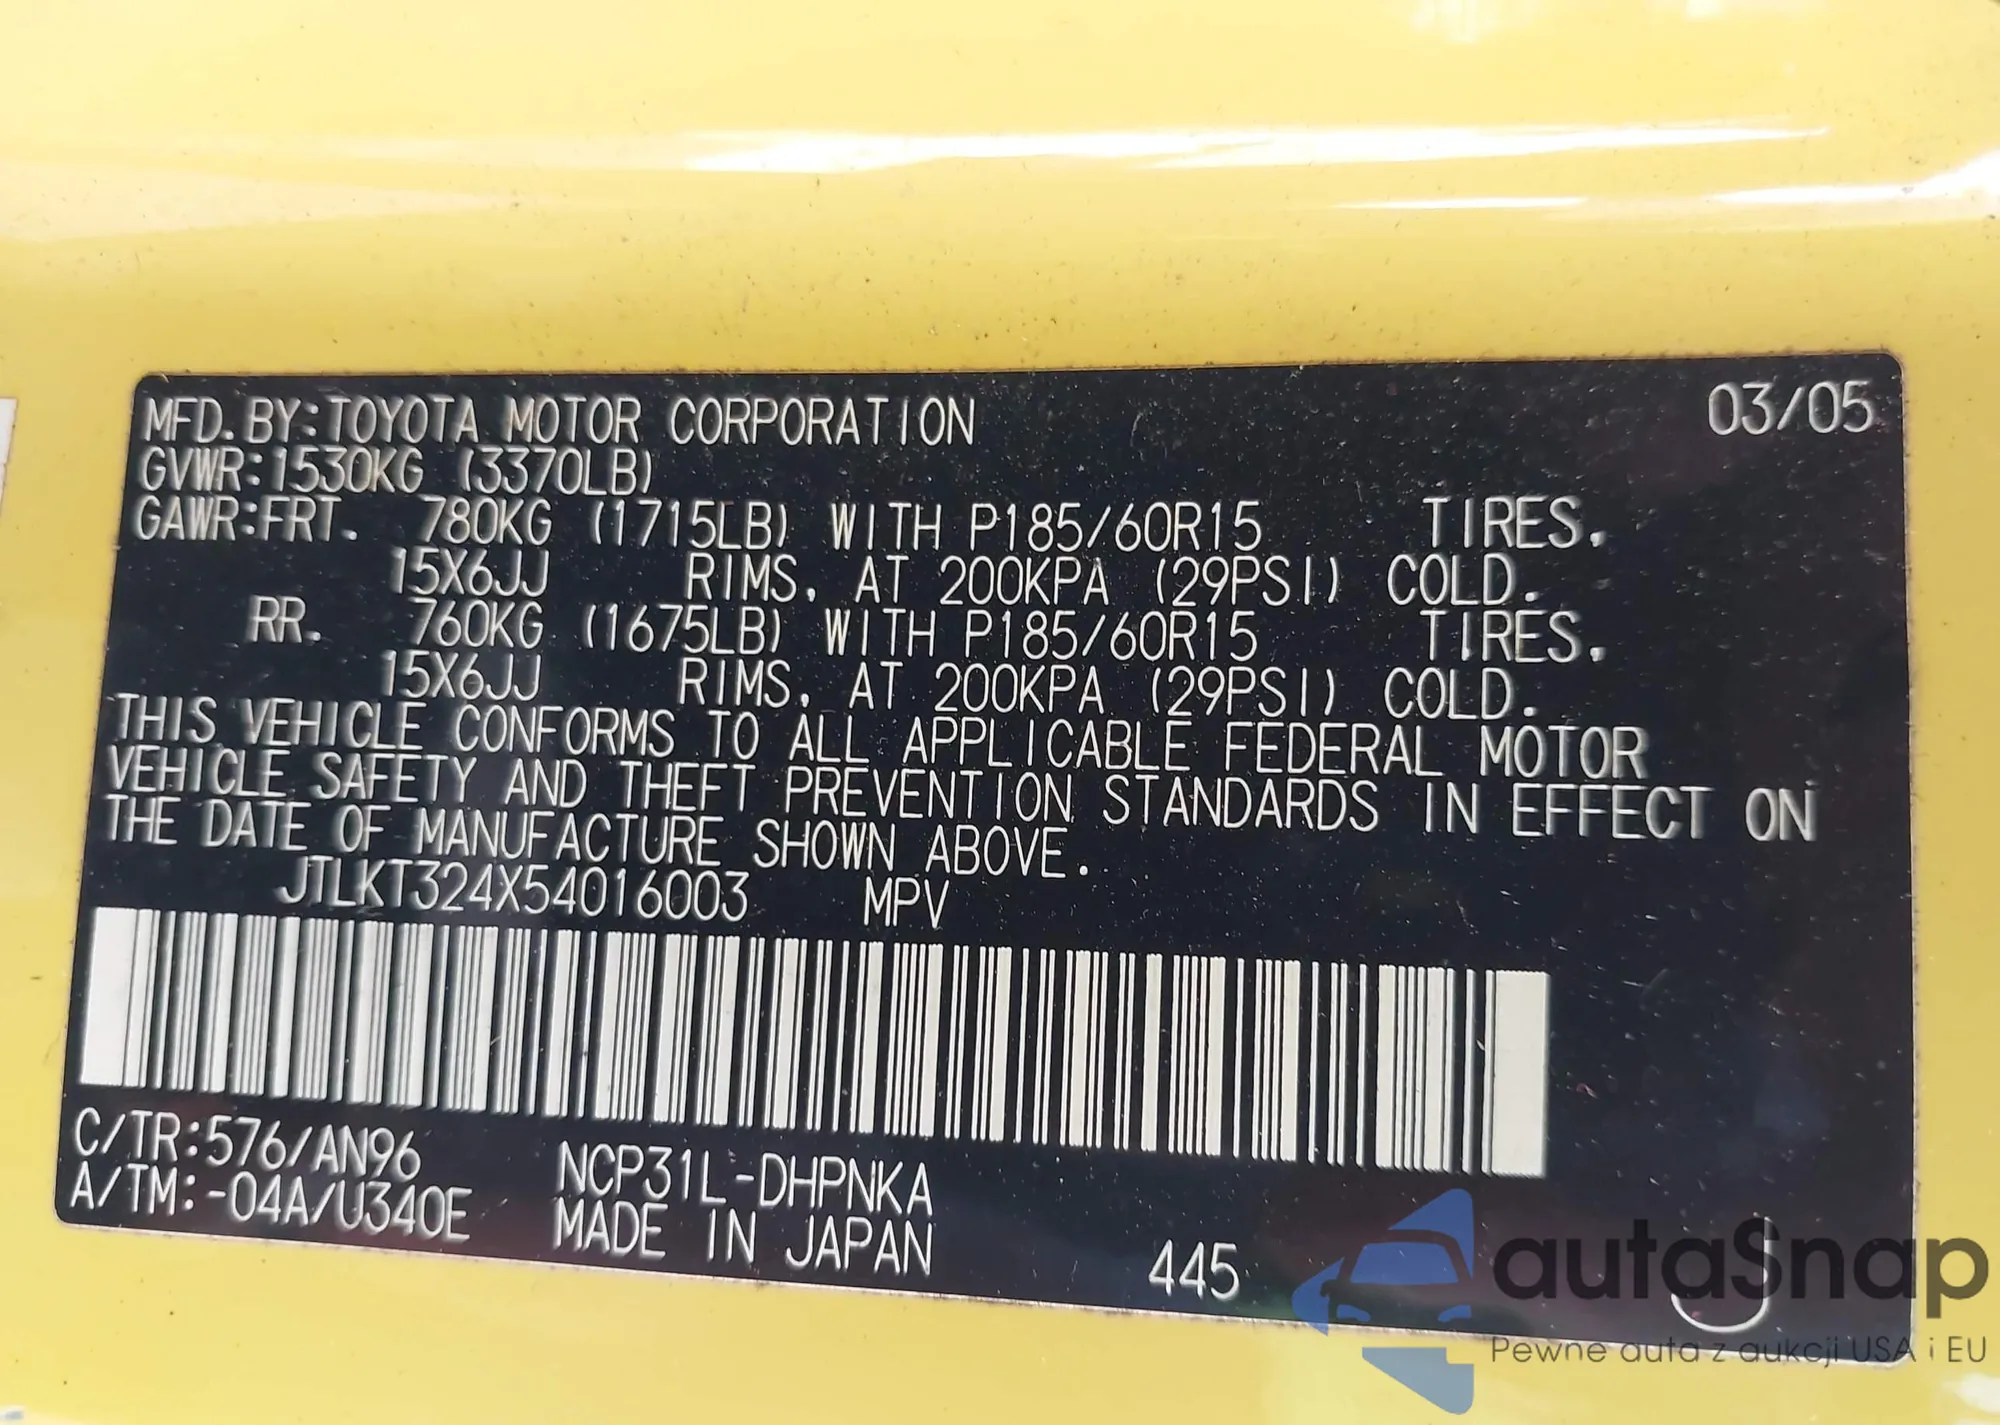 MFD. BY:TOYOTA MOTOR CORPORATION 03/05
GVWR:1530KG (3370LB)
GAWR:FRT. 780KG (1715LB) WITH P185/60R15 TIRES.
15X6JJ RIMS, AT 200KPA (29PSI) COLD.
RR. 760KG (1675LB) WITH P185/60R15 TIRES.
15X6JJ RIMS, AT 200KPA (29PSI) COLD.
THIS VEHICLE CONFORMS TO ALL APPLICABLE FEDERAL MOTOR
VEHICLE SAFETY AND THEFT PREVENTION STANDARDS IN EFFECT ON
THE DATE OF MANUFACTURE SHOWN ABOVE.
JTLKT324X54016003 MPV
C/TR:576/AN96 NCP31L-DHPNKA
A/TM:-04A/U340E MADE IN JAPAN 445 J
autaSnap
Pewne auta z aukcji USA i EU